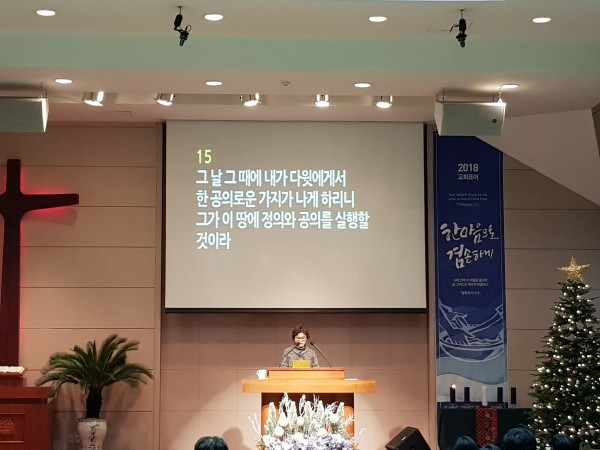 15
그 날 그 때에 내가 다윗에게서
한 공의로운 가지가 나게 하리니
그가 이 땅에 정의와 공의를 실행할
것이라
2018
교회표어
한마음으로
겸손하게